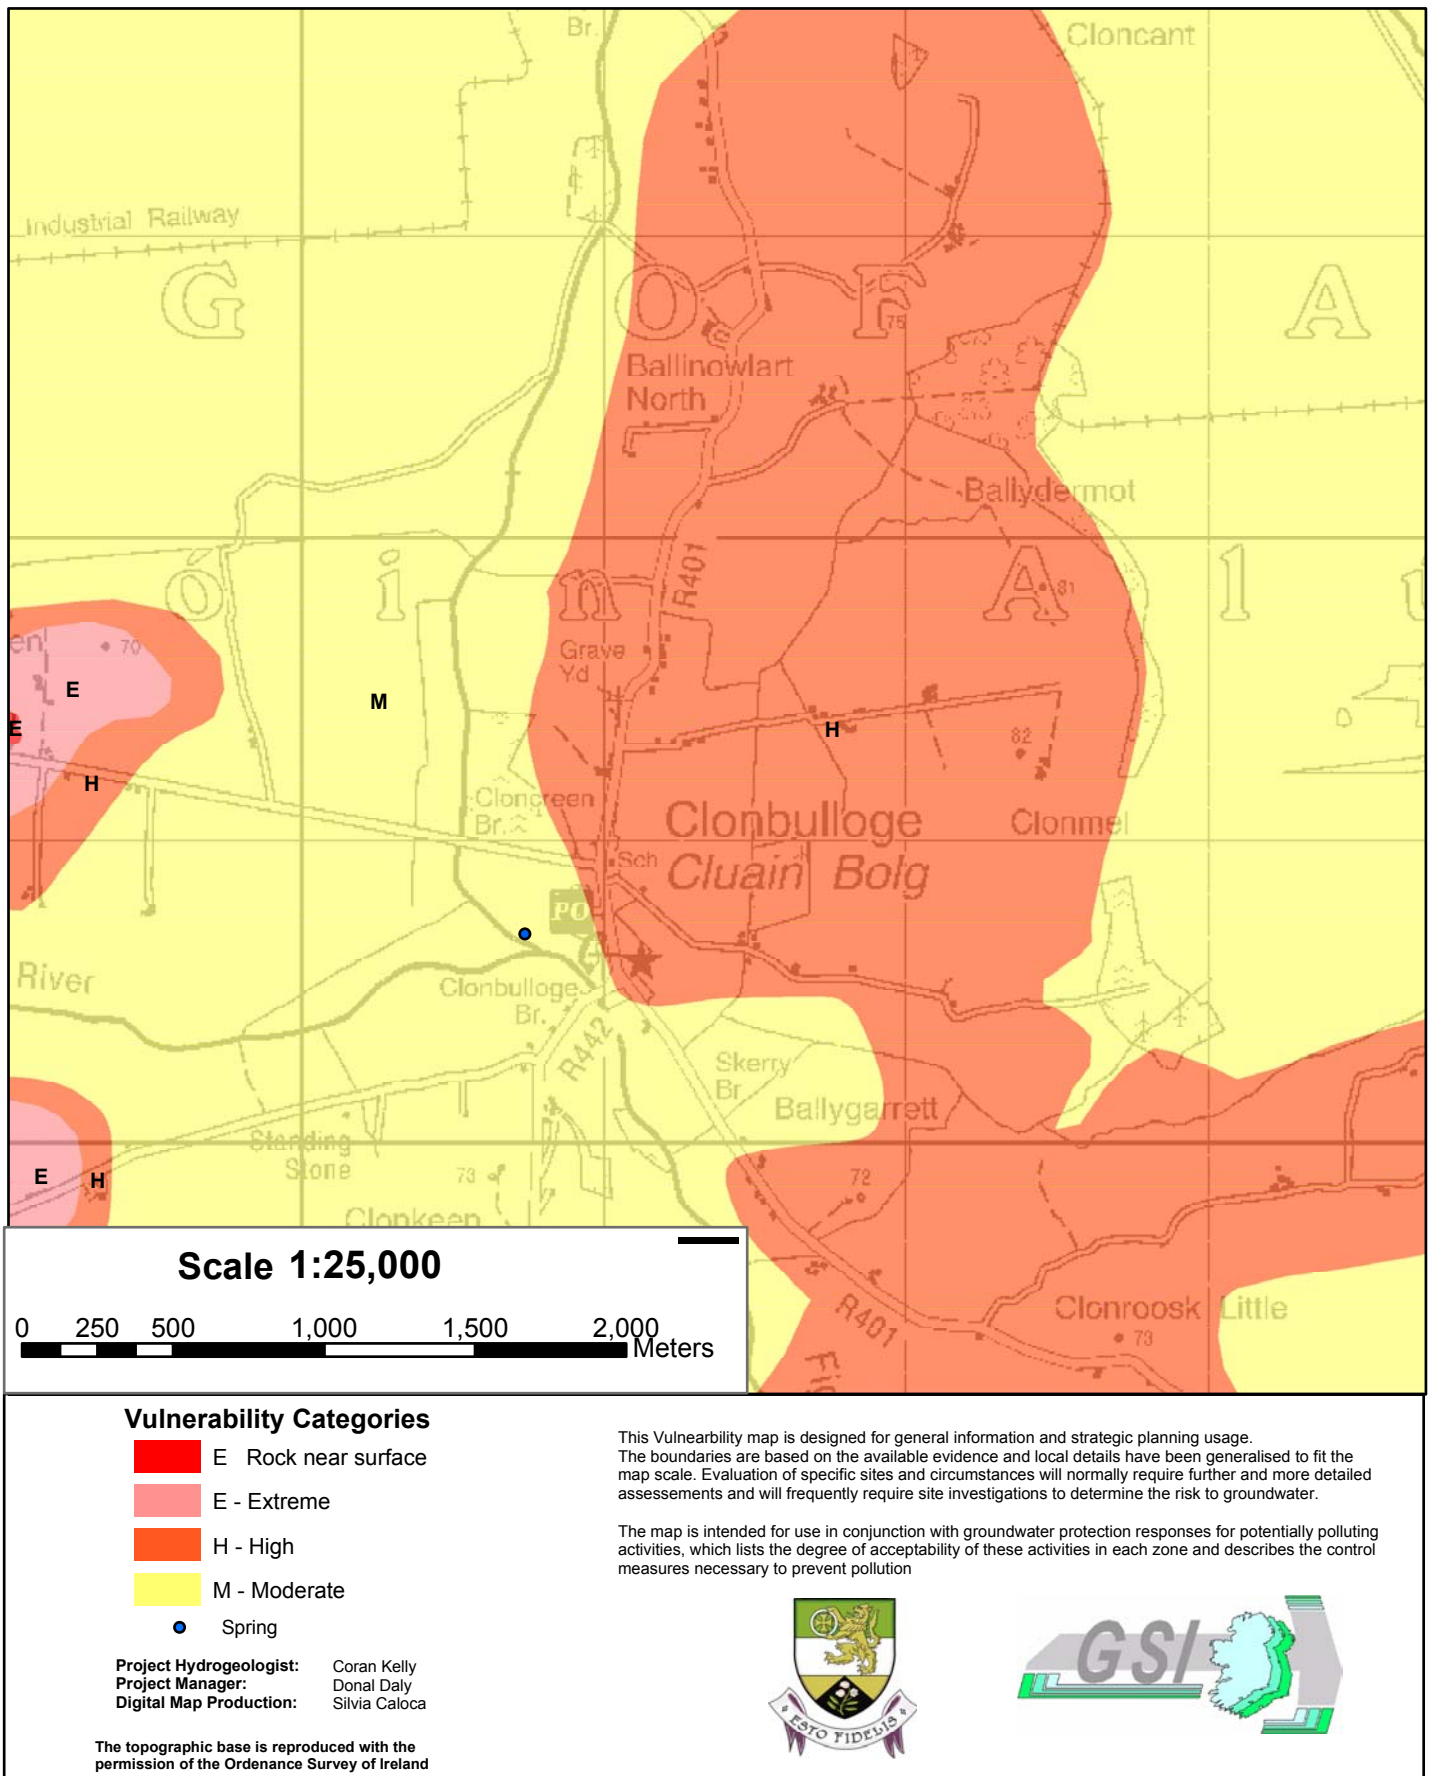 Br.
Cloncant
Industrial Railway
G O F A
75
Ballinowlart
North
Ballydermot
R401
ó i n A l ú
81
en
70
Grave
Yd
E
M
E
H
82
H
Cloncreen
Br.
Clonbulloge
Clonmel
Sch
Cluain Bolg
PO
River
Clonbulloge
Br.
R442
Skerry
Br
Ballygarrett
Standing
Stone
E
H
73
72
Clonkeen
Scale 1:25,000
Clonroosk Little
R401
73
Fig
0 250 500 1,000 1,500 2,000
Meters
Vulnerability Categories
E Rock near surface
E - Extreme
H - High
M - Moderate
Spring
Project Hydrogeologist: Coran Kelly
Project Manager: Donal Daly
Digital Map Production: Silvia Caloca
The topographic base is reproduced with the
permission of the Ordenance Survey of Ireland
This Vulnearbility map is designed for general information and strategic planning usage.
The boundaries are based on the available evidence and local details have been generalised to fit the
map scale. Evaluation of specific sites and circumstances will normally require further and more detailed
assessments and will frequently require site investigations to determine the risk to groundwater.
The map is intended for use in conjunction with groundwater protection responses for potentially polluting
activities, which lists the degree of acceptability of these activities in each zone and describes the control
measures necessary to prevent pollution
ESTO FIDELIS
GSI